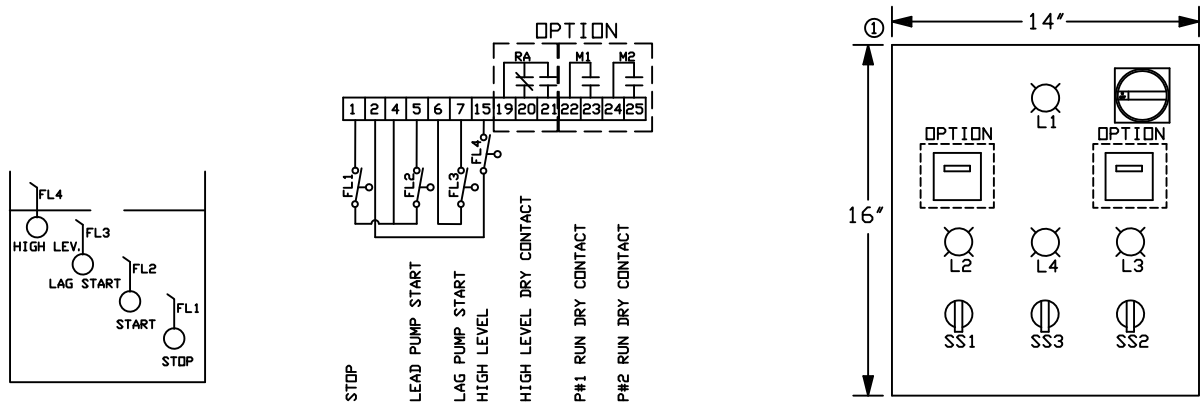 FL4
HIGH LEV.
FL3
LAG START
FL2
START
FL1
STOP
OPTION
RA
M1
M2
1 2 4 5 6 7 15 19 20 21 22 23 24 25
FL1
FL2
FL3
FL4
STOP
LEAD PUMP START
LAG PUMP START
HIGH LEVEL
HIGH LEVEL DRY CONTACT
P#1 RUN DRY CONTACT
P#2 RUN DRY CONTACT
1
14"
16"
L1
OPTION
OPTION
L2
L4
L3
SS1
SS3
SS2